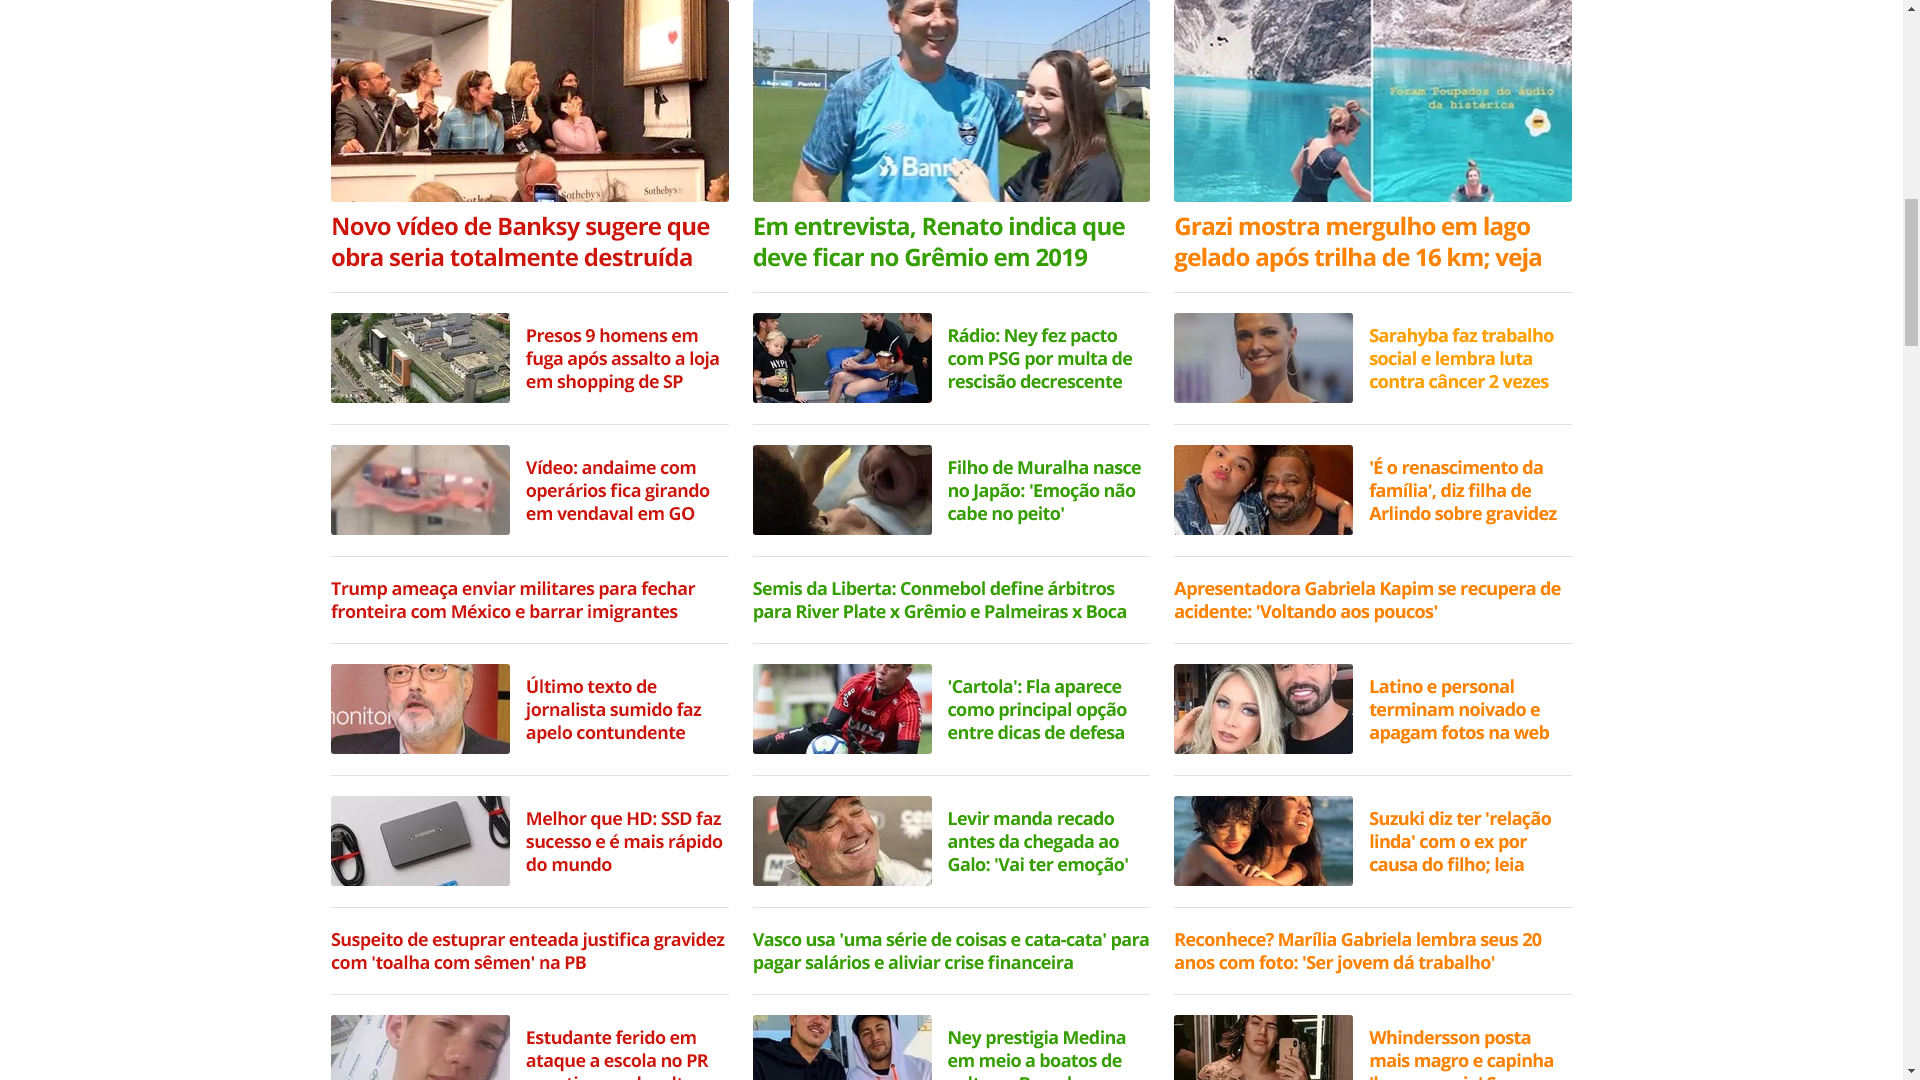 Sotheby's
Sotheby's
Banr
Foram Poupados do áudio
da histérica
Novo vídeo de Banksy sugere que
obra seria totalmente destruída
Em entrevista, Renato indica que
deve ficar no Grêmio em 2019
Grazi mostra mergulho em lago
gelado após trilha de 16 km; veja
Presos 9 homens em
fuga após assalto a loja
em shopping de SP
Rádio: Ney fez pacto
com PSG por multa de
rescisão decrescente
Sarahyba faz trabalho
social e lembra luta
contra câncer 2 vezes
Vídeo: andaime com
operários fica girando
em vendaval em GO
Filho de Muralha nasce
no Japão: 'Emoção não
cabe no peito'
'É o renascimento da
família', diz filha de
Arlindo sobre gravidez
Trump ameaça enviar militares para fechar
fronteira com México e barrar imigrantes
Semis da Liberta: Conmebol define árbitros
para River Plate x Grêmio e Palmeiras x Boca
Apresentadora Gabriela Kapim se recupera de
acidente: 'Voltando aos poucos'
onitor
Último texto de
jornalista sumido faz
apelo contundente
'Cartola': Fla aparece
como principal opção
entre dicas de defesa
Latino e personal
terminam noivado e
apagam fotos na web
Melhor que HD: SSD faz
sucesso e é mais rápido
do mundo
Levir manda recado
antes da chegada ao
Galo: 'Vai ter emoção'
Suzuki diz ter 'relação
linda' com o ex por
causa do filho; leia
Suspeito de estuprar enteada justifica gravidez
com 'toalha com sêmen' na PB
Vasco usa 'uma série de coisas e cata-cata' para
pagar salários e aliviar crise financeira
Reconhece? Marília Gabriela lembra seus 20
anos com foto: 'Ser jovem dá trabalho'
Estudante ferido em
ataque a escola no PR
Ney prestigia Medina
em meio a boatos de
Whindersson posta
mais magro e capinha